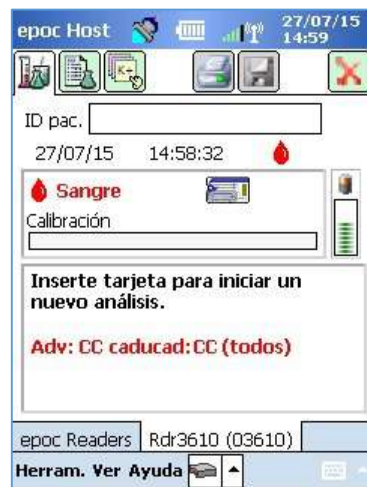 epoc Host 27/07/15
14:59
K+
ID pac.
27/07/15 14:58:32
Sangre
Calibración
Inserte tarjeta para iniciar un
nuevo análisis.
Adv: CC caducad:CC (todos)
epoc Readers Rdr3610 (03610)
Herram. Ver Ayuda